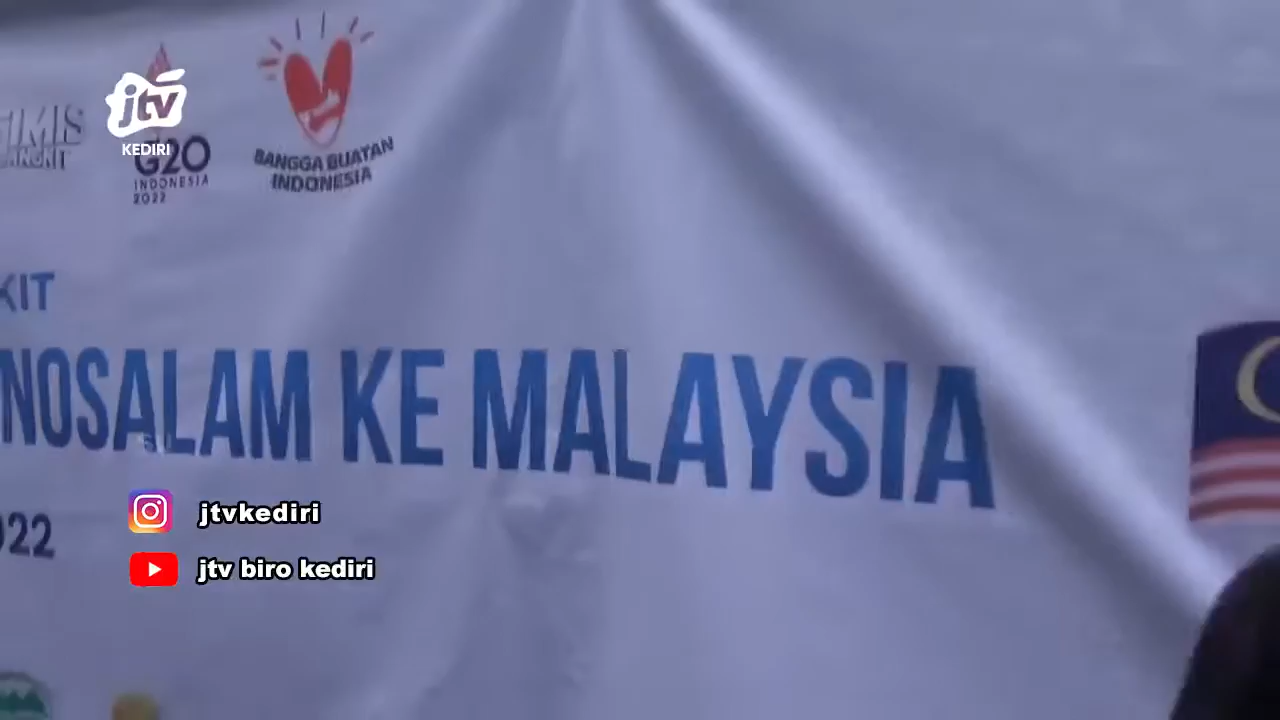 jtv
KEDIRI
G20
INDONESIA
2022
BANGGA BUATAN
INDONESIA
KIT
NOSALAM KE MALAYSIA
022
jtvkediri
jtv biro kediri